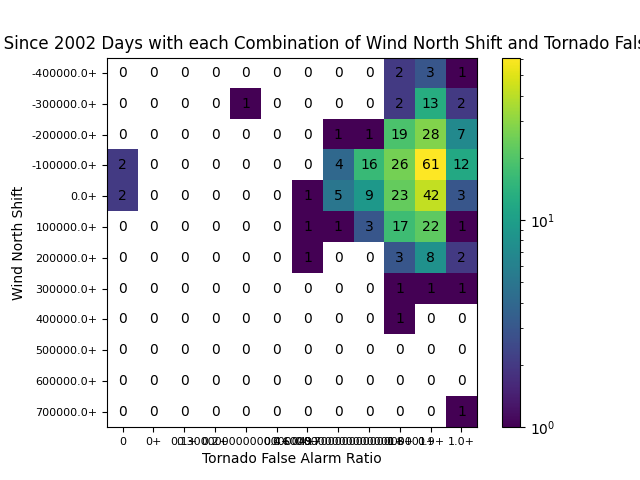 Since 2002 Days with each Combination of Wind North Shift and Tornado Fals
-400000.0+ 0 0 0 0 0 0 0 0 0 2 3 1
-300000.0+ 0 0 0 0 1 0 0 0 0 2 13 2
-200000.0+ 0 0 0 0 0 0 0 1 1 19 28 7
-100000.0+ 2 0 0 0 0 0 0 4 16 26 61 12
0.0+ 2 0 0 0 0 0 1 5 9 23 42 3
100000.0+ 0 0 0 0 0 0 1 1 3 17 22 1
200000.0+ 0 0 0 0 0 0 1 0 0 3 8 2
300000.0+ 0 0 0 0 0 0 0 0 0 1 1 1
400000.0+ 0 0 0 0 0 0 0 0 0 1 0 0
500000.0+ 0 0 0 0 0 0 0 0 0 0 0 0
600000.0+ 0 0 0 0 0 0 0 0 0 0 0 0
700000.0+ 0 0 0 0 0 0 0 0 0 0 0 1
0 0+ 1.0+
Tornado False Alarm Ratio
Wind North Shift
10¹
10⁰